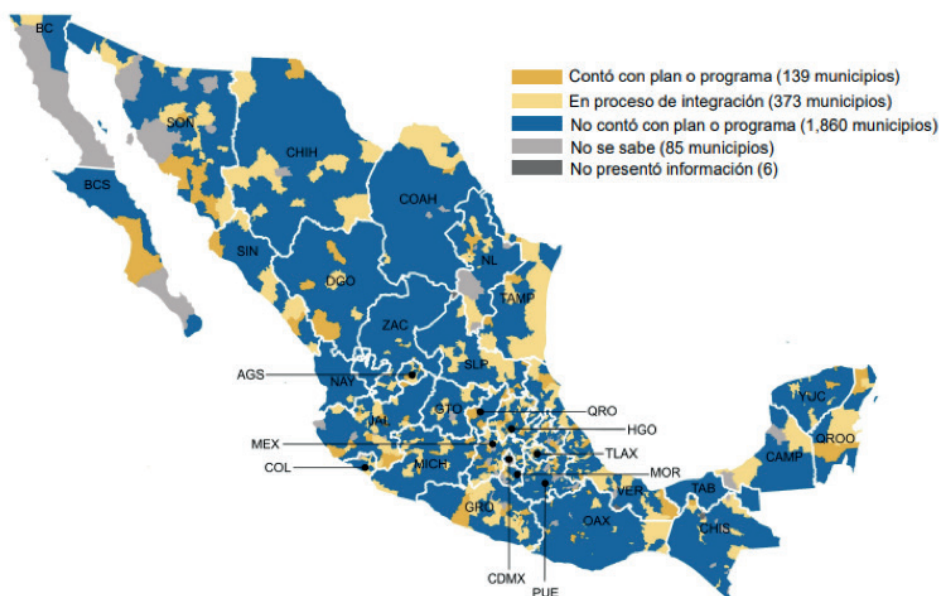 BC
Contó con plan o programa (139 municipios)
En proceso de integración (373 municipios)
No contó con plan o programa (1,860 municipios)
No se sabe (85 municipios)
No presentó información (6)
SON
CHIH
BCS
COAH
SIN
NL
DGO
TAMP
ZAC
AGS
SLP
NAY
YUC
GTO
QRO
JAL
HGO
QROO
MEX
TLAX
CAMP
COL
MICH
MOR
VER
TAB
GRO
OAX
CHIS
CDMX
PUE